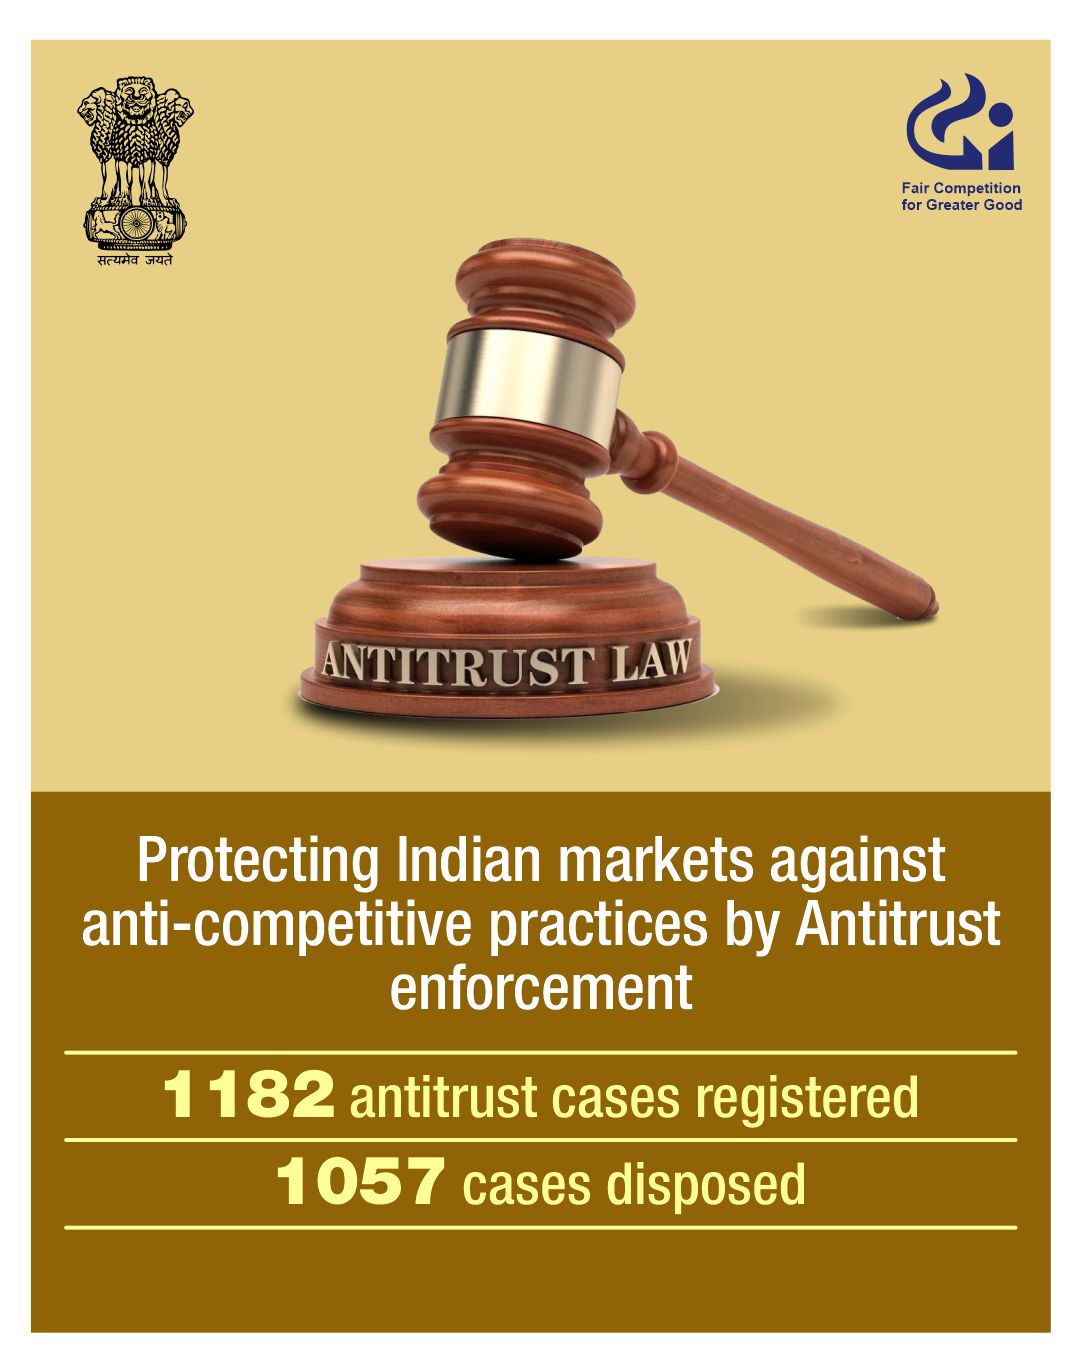 सत्यमेव जयते
Fair Competition
for Greater Good
ANTITRUST LAW
Protecting Indian markets against
anti-competitive practices by Antitrust
enforcement
1182 antitrust cases registered
1057 cases disposed